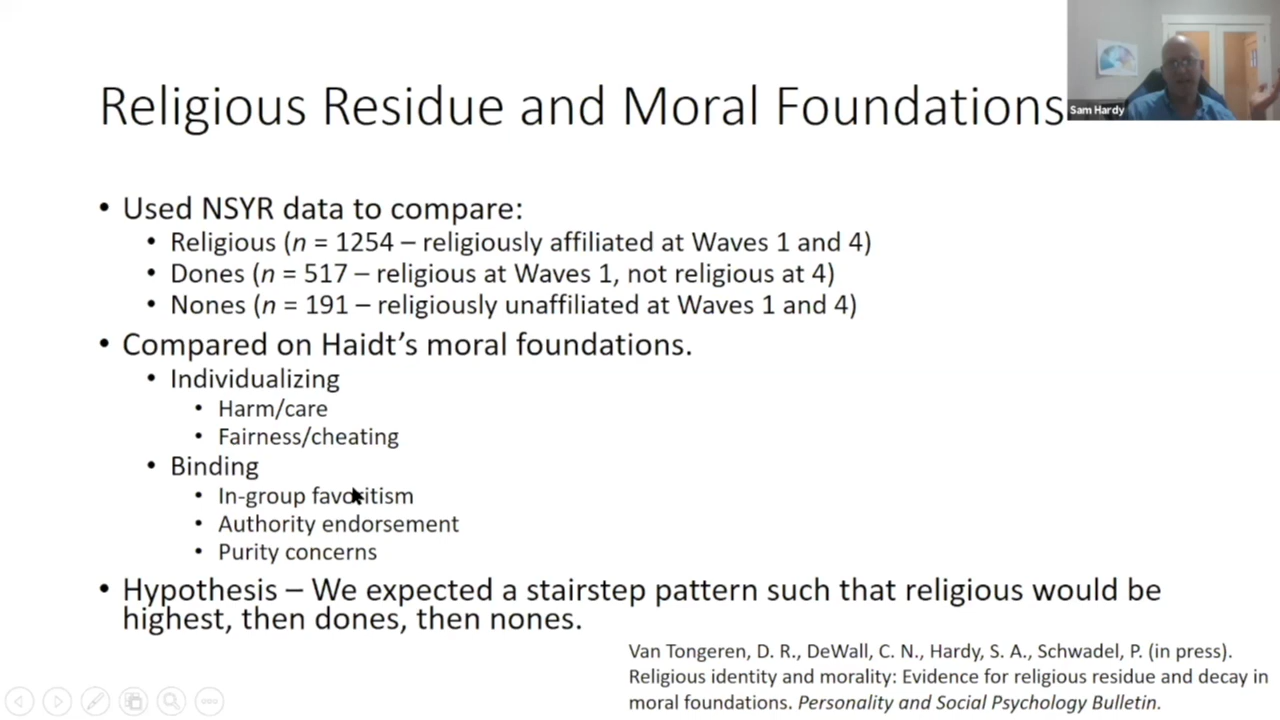 Religious Residue and Moral Foundations
Sam Hardy
• Used NSYR data to compare:
• Religious (n = 1254 – religiously affiliated at Waves 1 and 4)
• Dones (n = 517 – religious at Waves 1, not religious at 4)
• Nones (n = 191 – religiously unaffiliated at Waves 1 and 4)
• Compared on Haidt’s moral foundations.
• Individualizing
• Harm/care
• Fairness/cheating
• Binding
• In-group favoritism
• Authority endorsement
• Purity concerns
• Hypothesis – We expected a stairstep pattern such that religious would be
highest, then dones, then nones.
Van Tongeren, D. R., DeWall, C. N., Hardy, S. A., Schwadel, P. (in press).
Religious identity and morality: Evidence for religious residue and decay in
moral foundations. Personality and Social Psychology Bulletin.